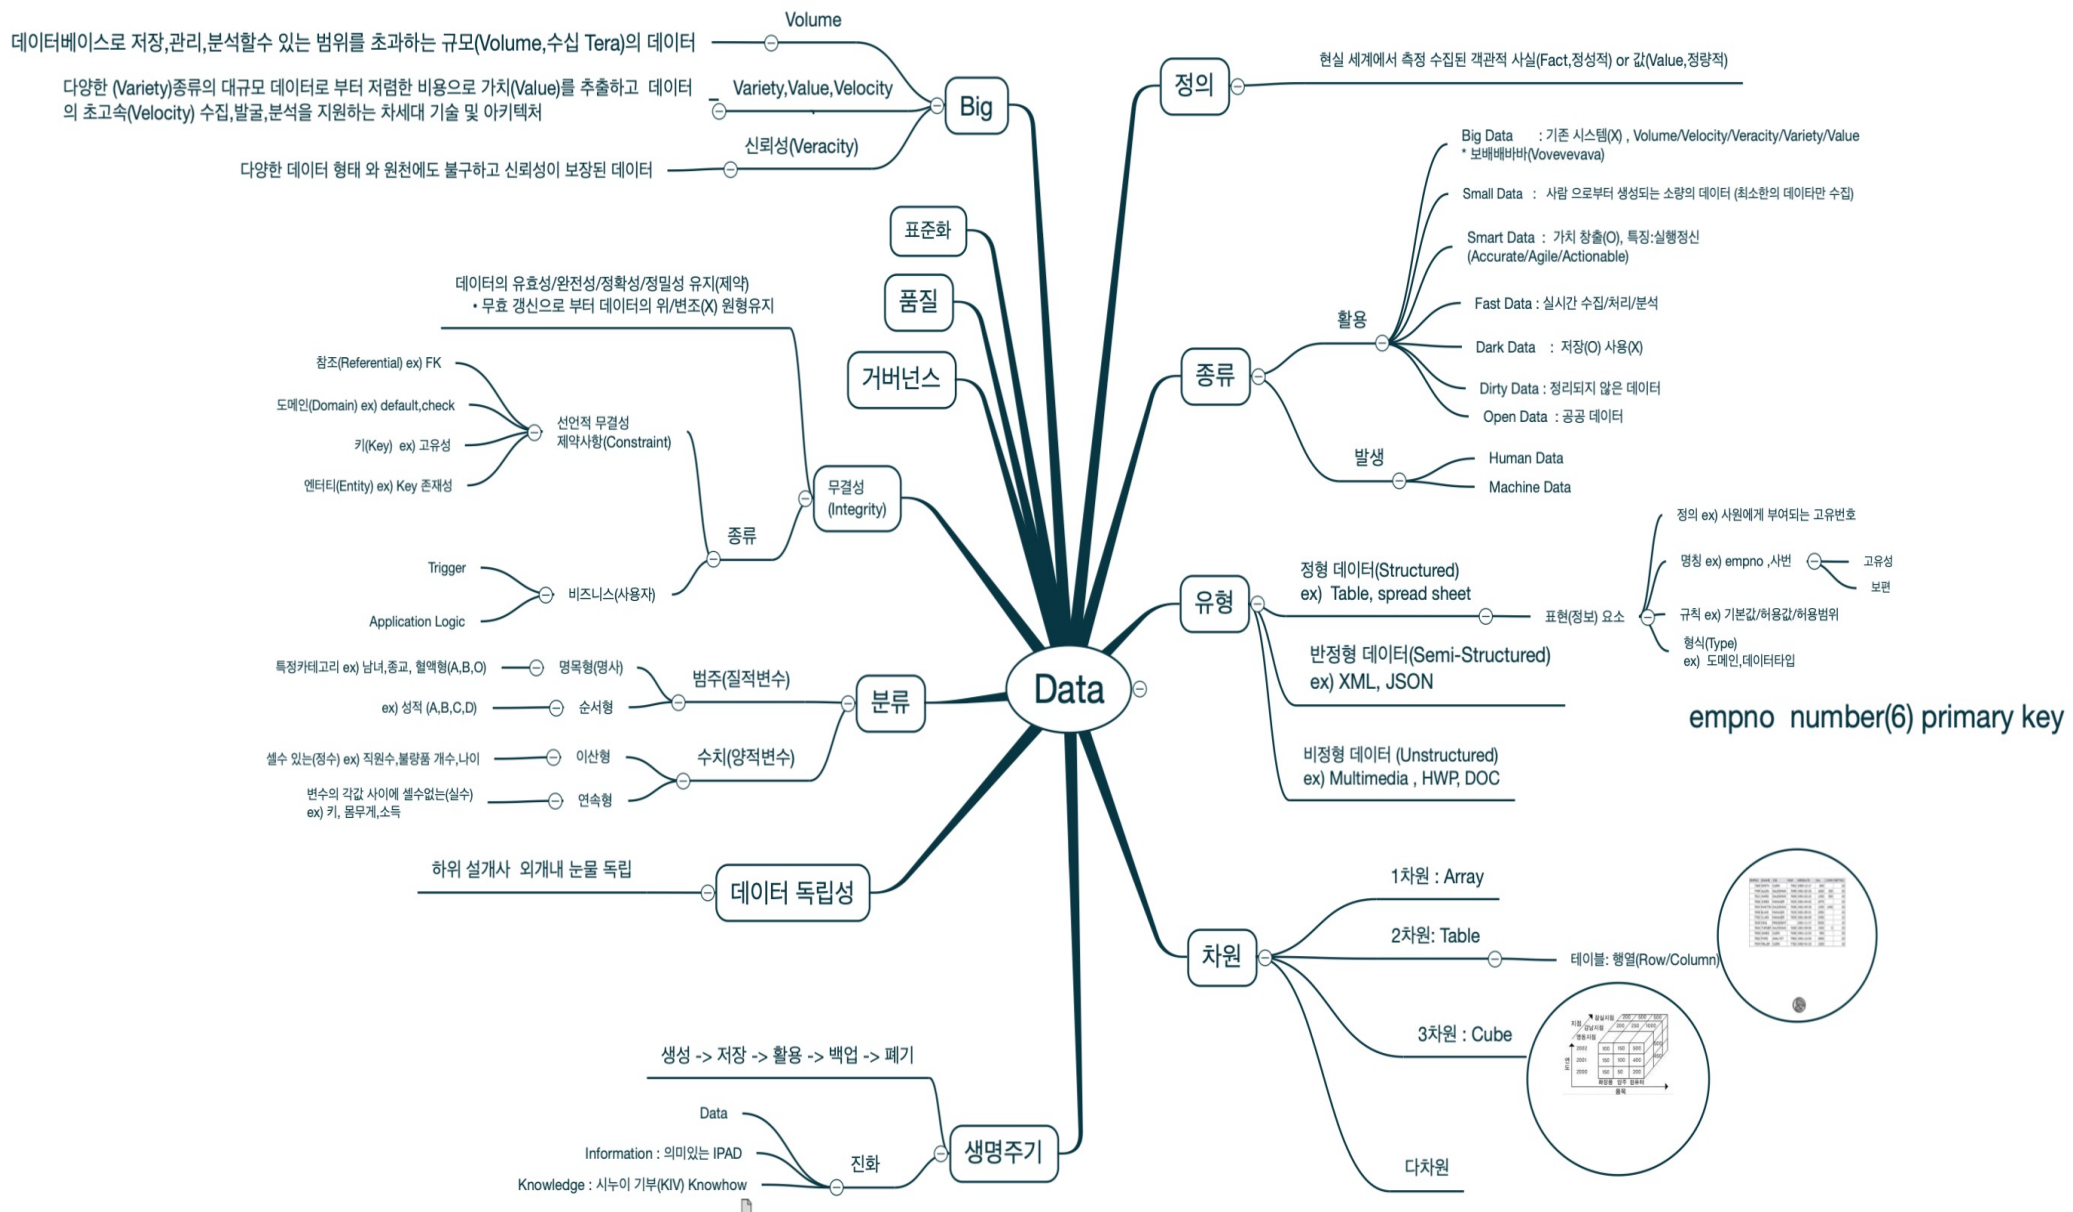 Volume
데이터베이스로 저장,관리,분석할수 있는 범위를 초과하는 규모(Volume,수십 Tera)의 데이터
Variety,Value,Velocity
다양한 (Variety)종류의 대규모 데이터로 부터 저렴한 비용으로 가치(Value)를 추출하고 데이터
의 초고속(Velocity) 수집,발굴,분석을 지원하는 차세대 기술 및 아키텍처
신뢰성(Veracity)
다양한 데이터 형태 와 원천에도 불구하고 신뢰성이 보장된 데이터
Big
표준화
품질
거버넌스
데이터의 유효성/완전성/정확성/정밀성 유지(제약)
• 무효 갱신으로 부터 데이터의 위/변조(X) 원형유지
참조(Referential) ex) FK
도메인(Domain) ex) default,check
키(Key) ex) 고유성
엔터티(Entity) ex) Key 존재성
선언적 무결성
제약사항(Constraint)
무결성
(Integrity)
종류
Trigger
비즈니스(사용자)
Application Logic
특정카테고리 ex) 남녀,종교, 혈액형(A,B,O)
명목형(명사)
범주(질적변수)
ex) 성적 (A,B,C,D)
순서형
분류
셀수 있는(정수) ex) 직원수,불량품 개수,나이
이산형
수치(양적변수)
변수의 각값 사이에 셀수없는(실수)
ex) 키, 몸무게,소득
연속형
하위 설개사 외개내 눈물 독립
데이터 독립성
생성 -> 저장 -> 활용 -> 백업 -> 폐기
Data
Information : 의미있는 IPAD
Knowledge : 시누이 기부(KIV) Knowhow
진화
생명주기
Data
정의
현실 세계에서 측정 수집된 객관적 사실(Fact,정성적) or 값(Value,정량적)
종류
활용
Big Data : 기존 시스템(X) , Volume/Velocity/Veracity/Variety/Value
* 보배배바바(Vovevevava)
Small Data : 사람 으로부터 생성되는 소량의 데이터 (최소한의 데이타만 수집)
Smart Data : 가치 창출(O), 특징:실행정신
(Accurate/Agile/Actionable)
Fast Data : 실시간 수집/처리/분석
Dark Data : 저장(O) 사용(X)
Dirty Data : 정리되지 않은 데이터
Open Data : 공공 데이터
발생
Human Data
Machine Data
유형
정형 데이터(Structured)
ex) Table, spread sheet
표현(정보) 요소
정의 ex) 사원에게 부여되는 고유번호
명칭 ex) empno ,사번
고유성
보편
규칙 ex) 기본값/허용값/허용범위
형식(Type)
ex) 도메인,데이터타입
반정형 데이터(Semi-Structured)
ex) XML, JSON
empno number(6) primary key
비정형 데이터 (Unstructured)
ex) Multimedia , HWP, DOC
차원
1차원 : Array
2차원: Table
테이블: 행열(Row/Column)
3차원 : Cube
지점
잠실지점
강남지점
명동지점
2002
2001
2000
화장품 양주 컴퓨터
품목
다차원